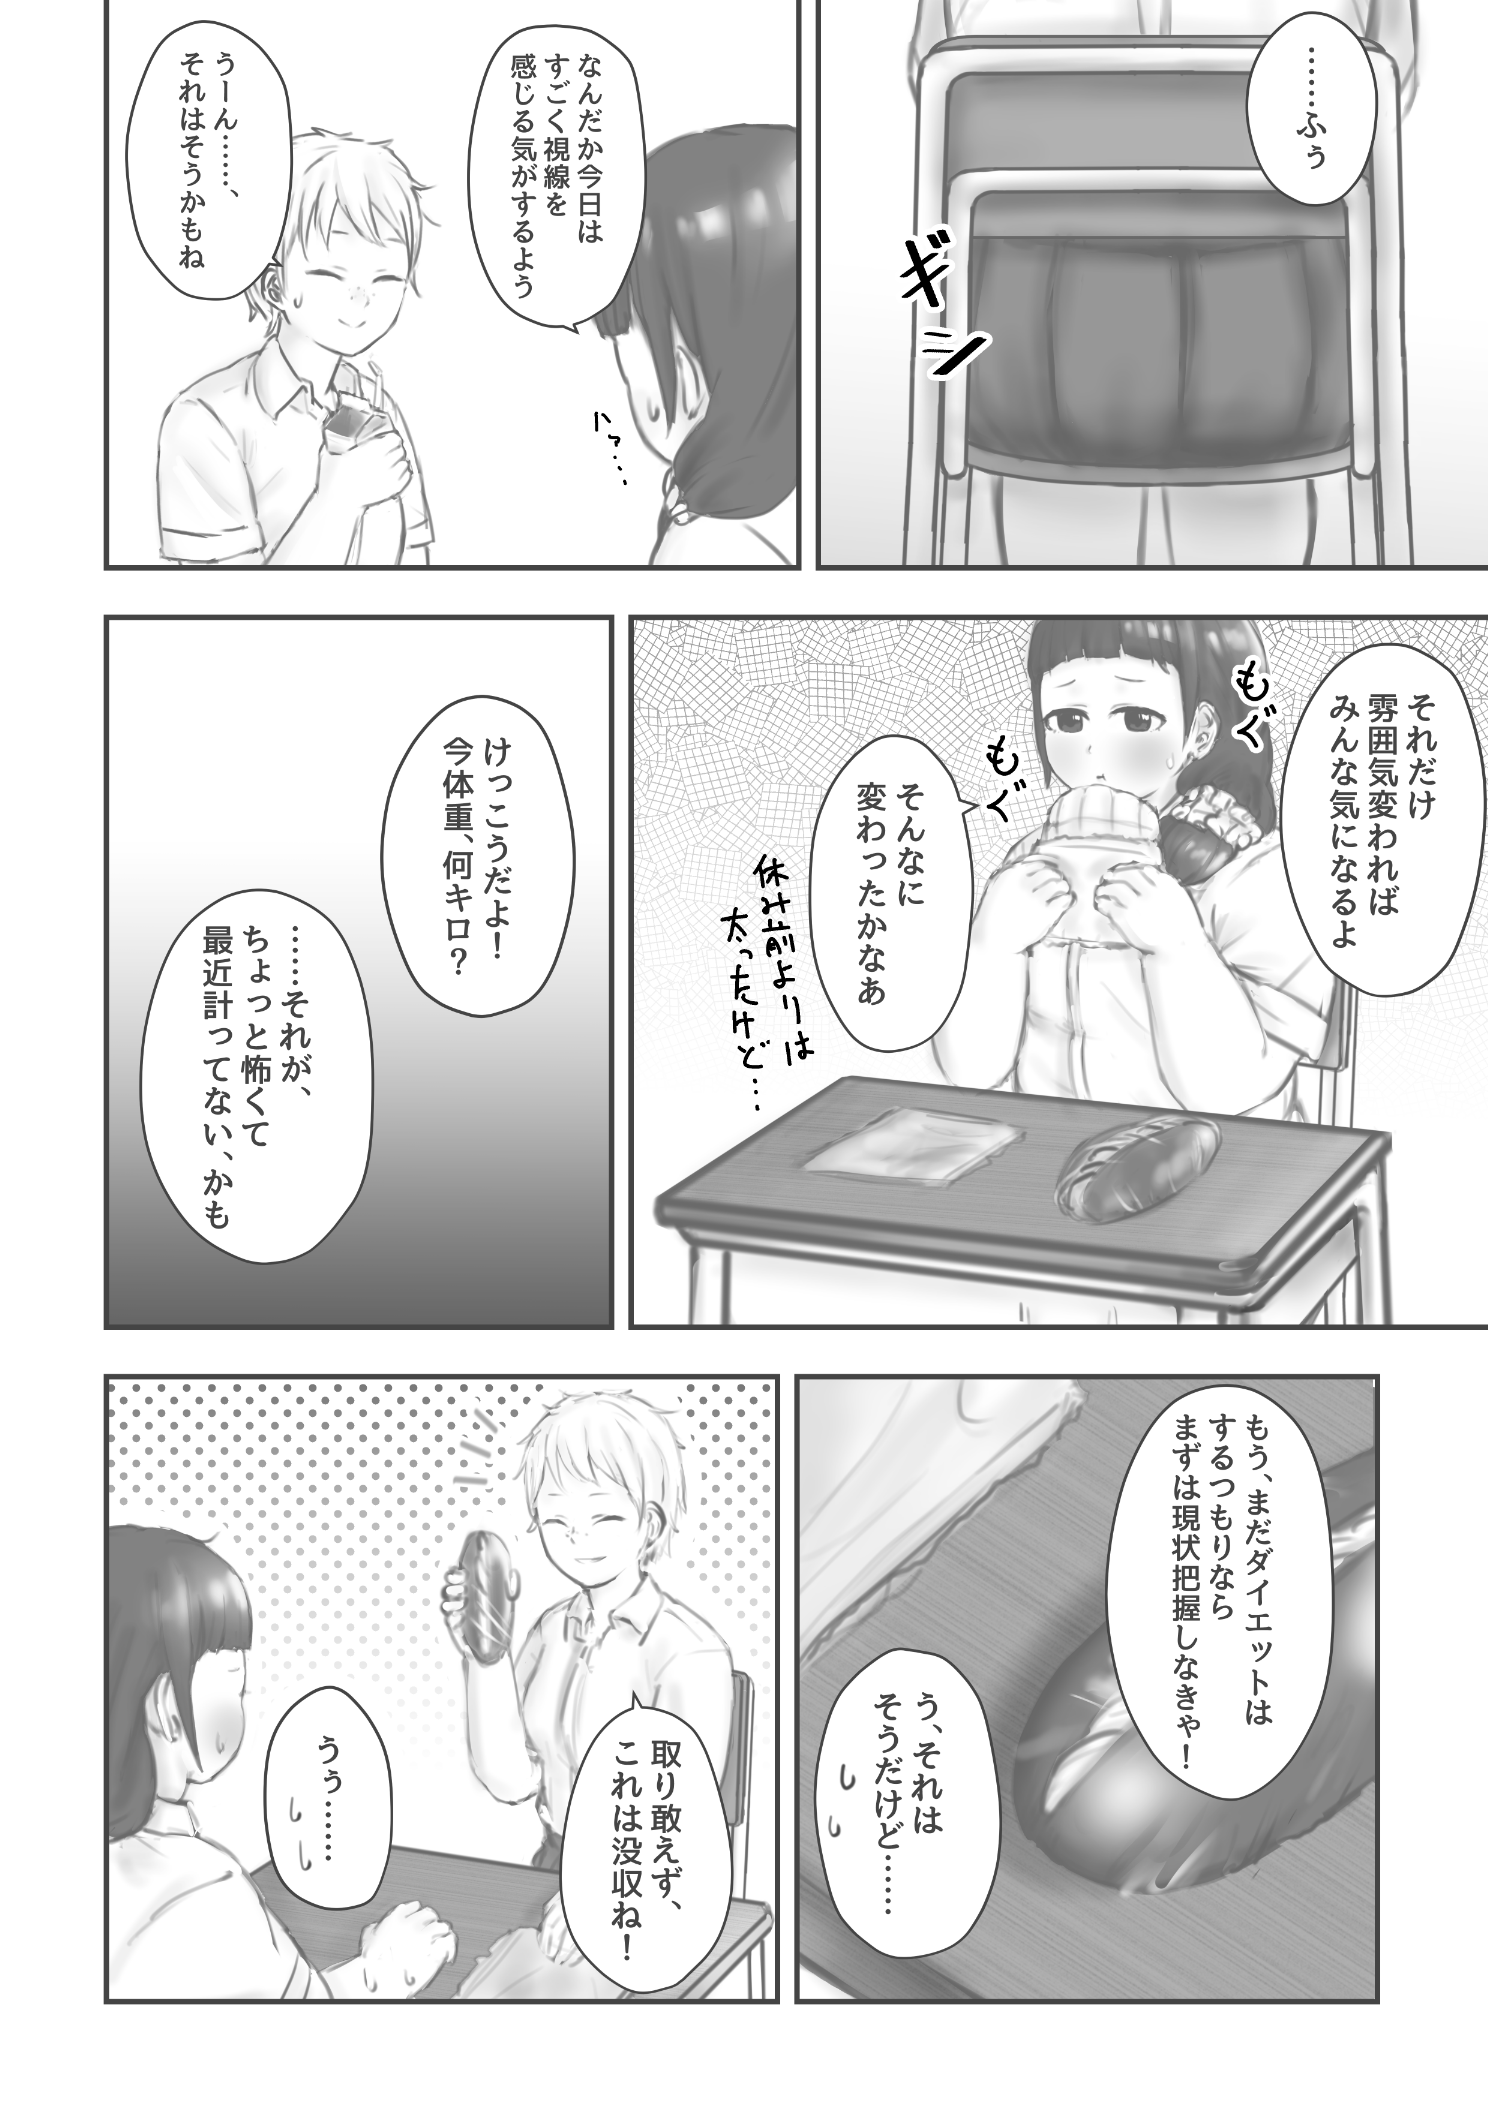 ……ふぅ
ギシ
なんだか今日は
すごく視線を
感じる気がするよう
ハァ…
うーん……、
それはそうかもね
それだけ
雰囲気変われば
みんな気になるよ
もぐ
もぐ
そんなに
変わったかなあ
休み前よりは
太ったけど…
けっこうだよ！
今体重、何キロ？
……それが、
ちょっと怖くて
最近計ってない、かも
もう、まだダイエットは
するつもりなら
まずは現状把握しなきゃ！
う、それは
そうだけど……
取り敢えず、
これは没収ね！
うぅ……